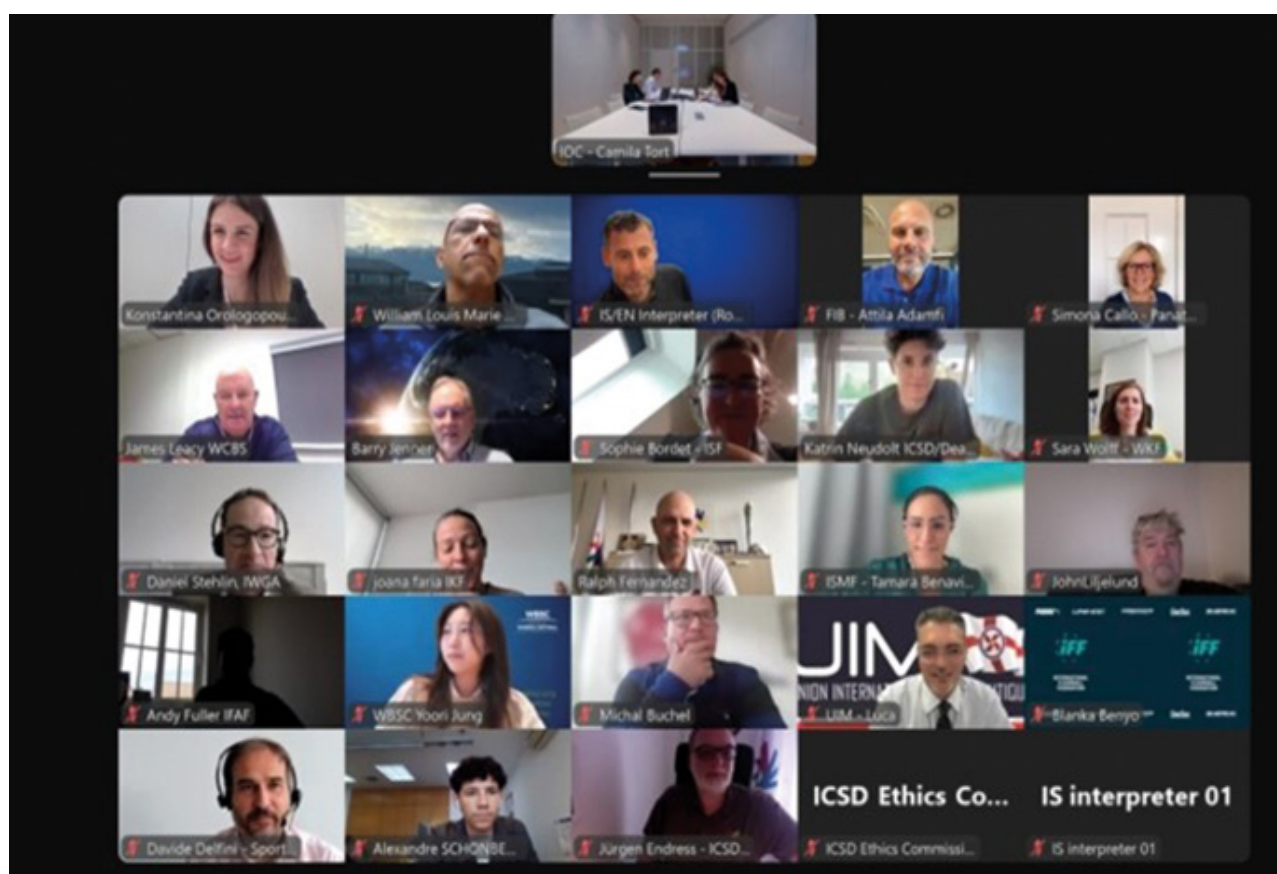 IOC - Camila Tort
Konstantina Orologopou...
William Louis Marie ...
IS/EN Interpreter (Ro...
FIB - Attila Adamfi
Simona Callo - Panat...
James Leacy WCBS
Barry Jenner
Sophie Bordet - ISF
Katrin Neudolt ICSD/Dea...
Sara Wolff - WKF
Daniel Stehlin, IWGA
joana faria IKF
Ralph Fernandez
ISMF - Tamara Benavi...
JohnLiljelund
Andy Fuller IFAF
WBSC
WBSC Yoori Jung
Michal Buchel
UIM
UIM - Luca
IFF
IFF
Blanka Benyo
Davide Delfini - Sport...
Alexandre SCHÖNBE...
Jürgen Endress - ICSD...
ICSD Ethics Co...
ICSD Ethics Commissi...
IS interpreter 01
IS interpreter 01